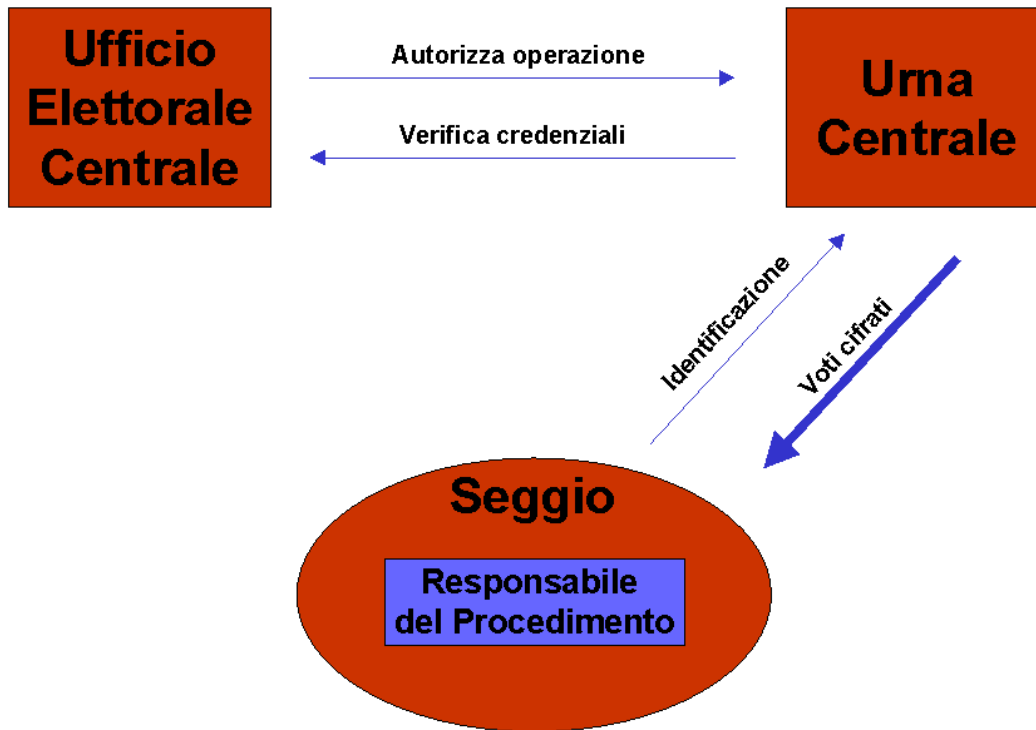 Ufficio
Elettorale
Centrale
Autorizza operazione
Verifica credenziali
Urna
Centrale
Identificazione
Voti cifrati
Seggio
Responsabile
del Procedimento